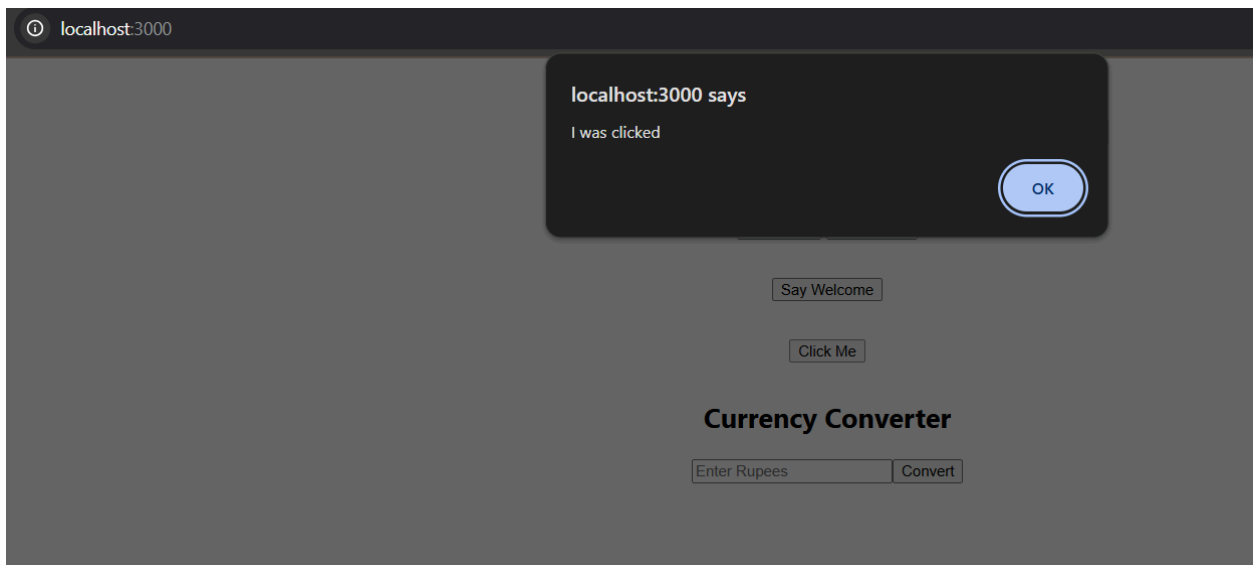 localhost:3000
localhost:3000 says
I was clicked
OK
Say Welcome
Click Me
Currency Converter
Enter Rupees Convert